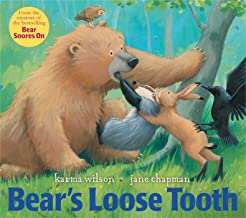 From the
creators of
the bestselling
Bear
Snores On
karma wilson · jane chapman
Bear's Loose Tooth